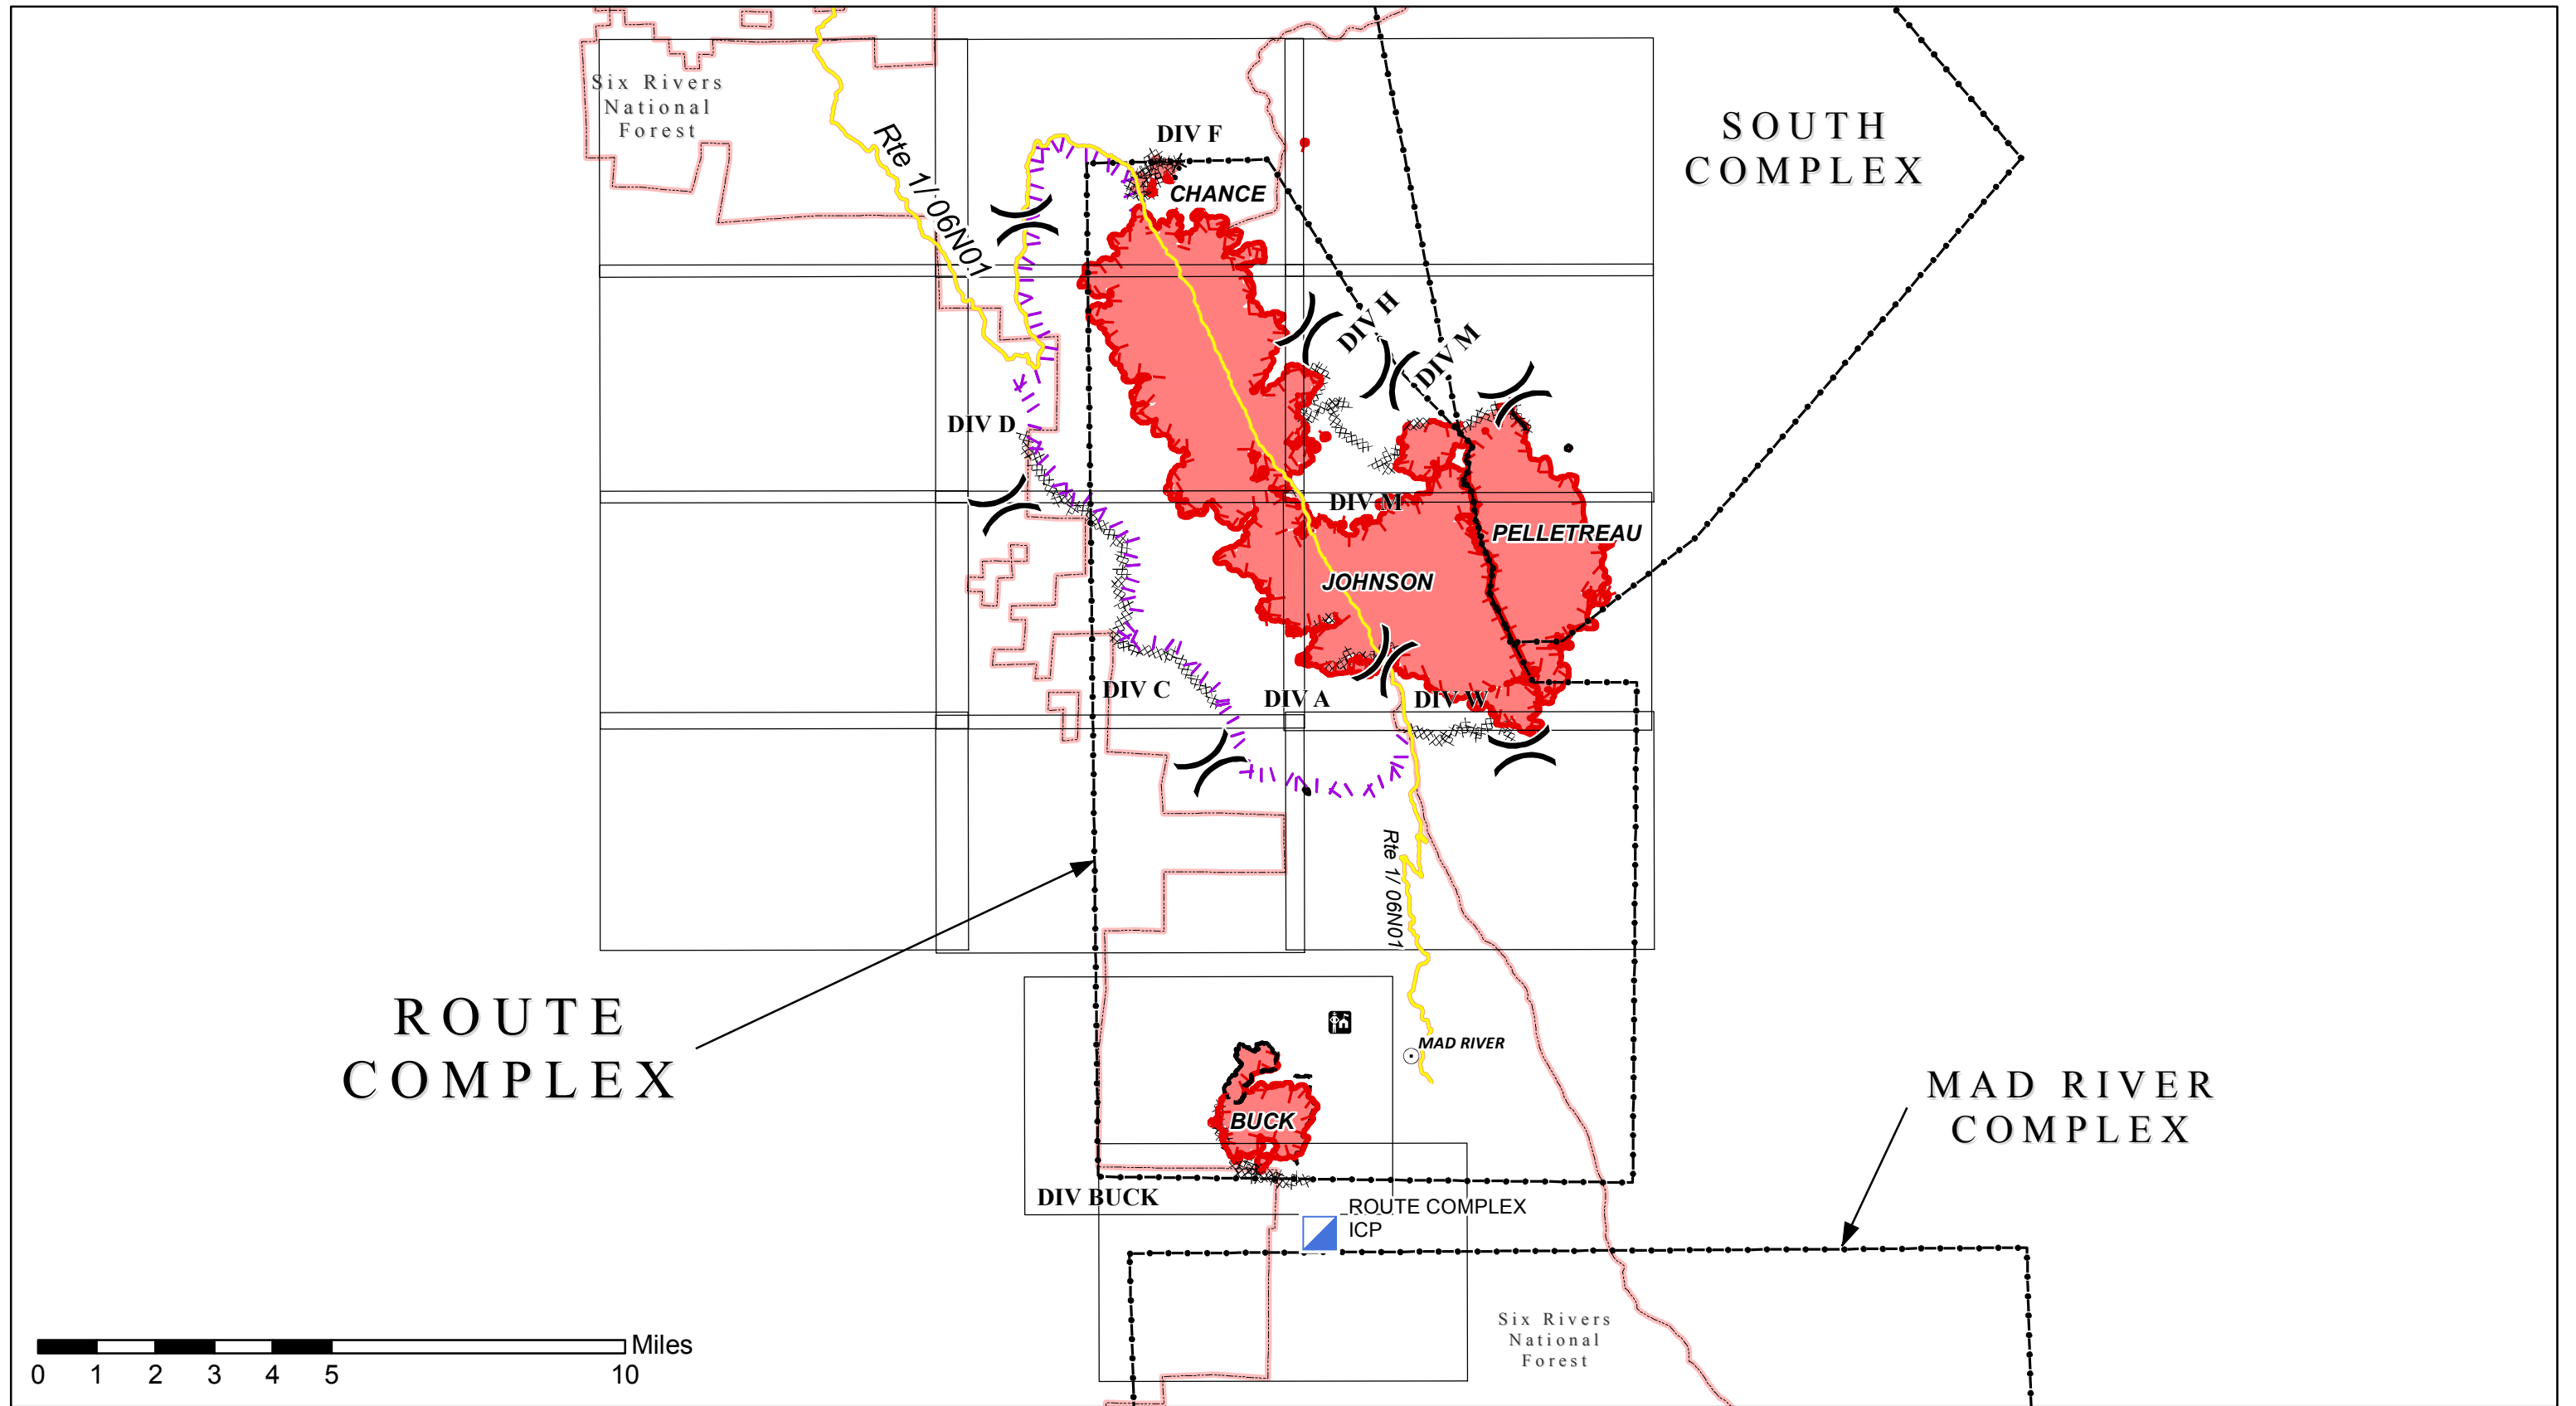 Six Rivers
National
Forest
Rte 1/ 06N01
DIV F
CHANCE
SOUTH
COMPLEX
DIV H
DIV M
DIV D
DIV M
PELLETREAU
JOHNSON
DIV C
DIV A
DIV W
Rte 1/ 06N01
ROUTE
COMPLEX
MAD RIVER
MAD RIVER
COMPLEX
BUCK
DIV BUCK
ROUTE COMPLEX
ICP
Six Rivers
National
Forest
Miles
0 1 2 3 4 5 10